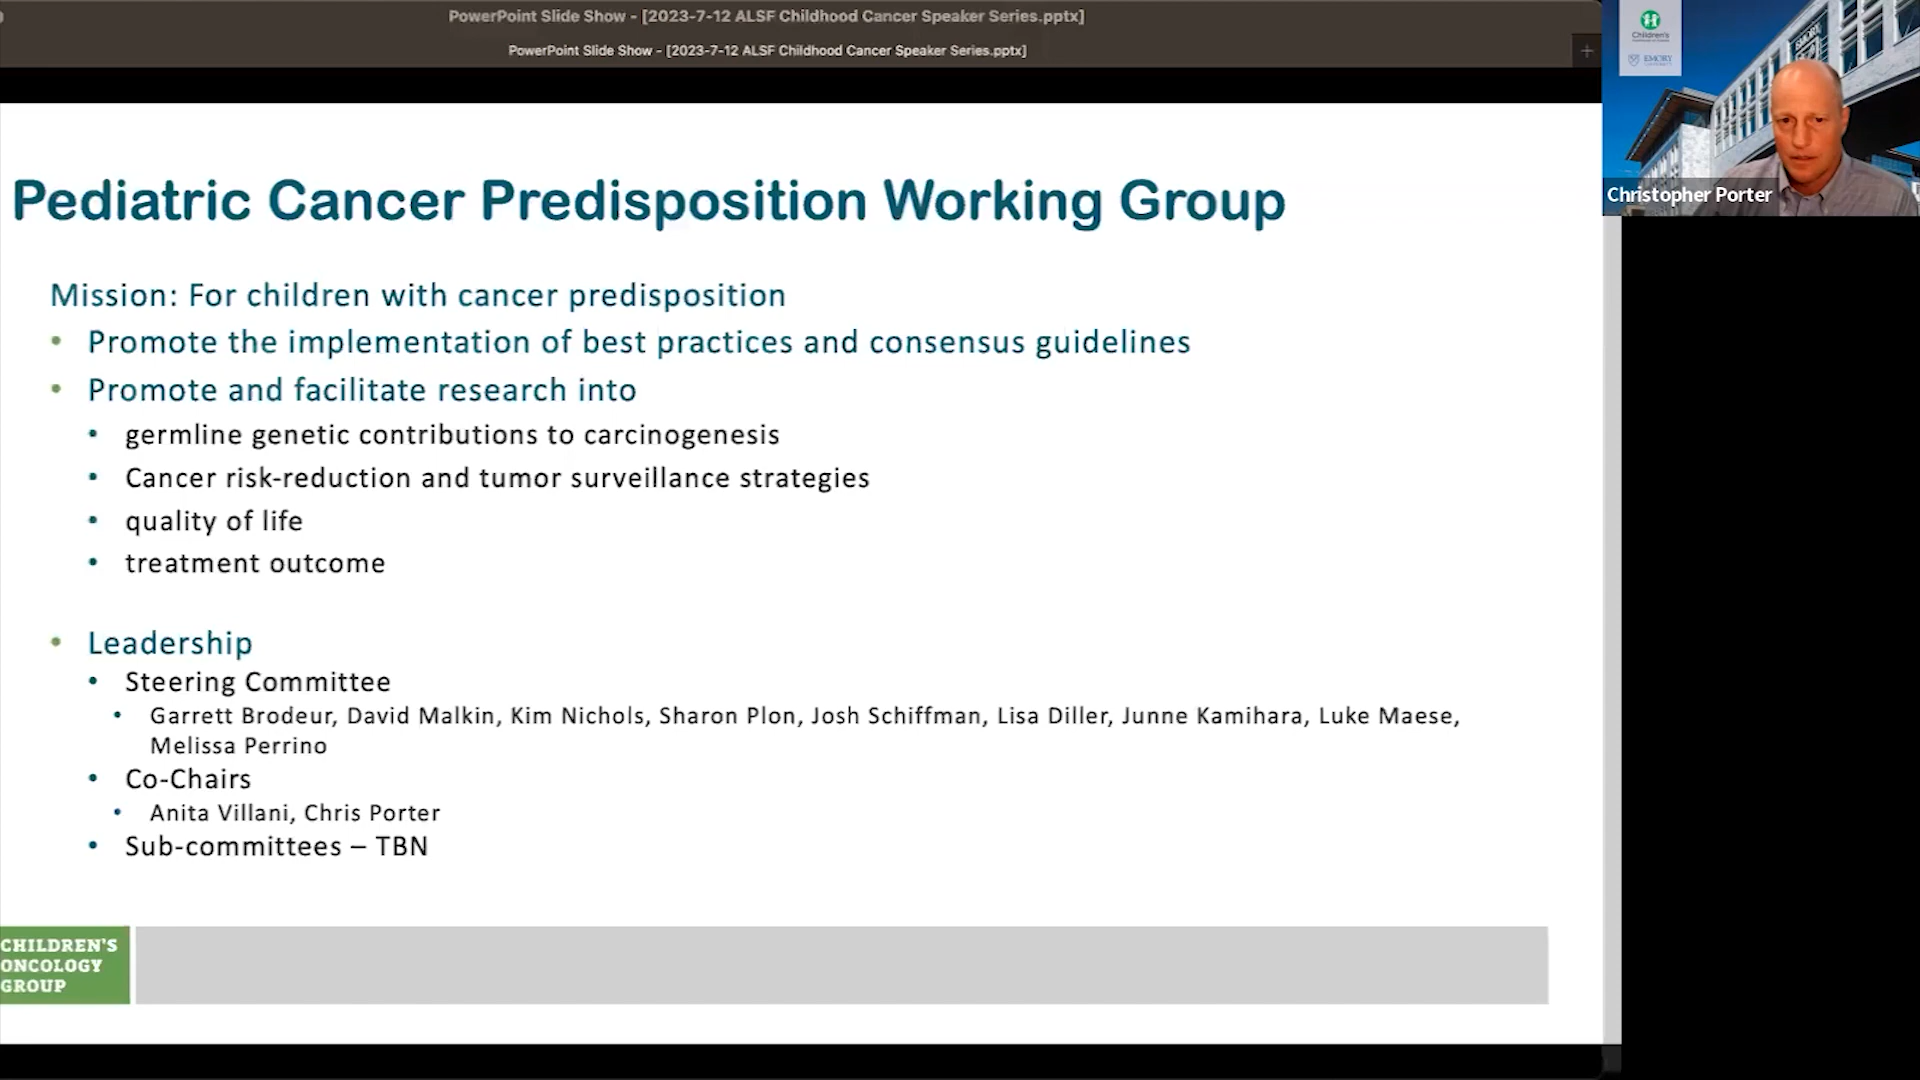 PowerPoint Slide Show - [2023-7-12 ALSF Childhood Cancer Speaker Series.pptx]
PowerPoint Slide Show - [2023-7-12 ALSF Childhood Cancer Speaker Series.pptx]
Children's
EMORY
EMORY
Christopher Porter
Pediatric Cancer Predisposition Working Group
Mission: For children with cancer predisposition
• Promote the implementation of best practices and consensus guidelines
• Promote and facilitate research into
• germline genetic contributions to carcinogenesis
• Cancer risk-reduction and tumor surveillance strategies
• quality of life
• treatment outcome
• Leadership
• Steering Committee
• Garrett Brodeur, David Malkin, Kim Nichols, Sharon Plon, Josh Schiffman, Lisa Diller, Junne Kamihara, Luke Maese,
Melissa Perrino
• Co-Chairs
• Anita Villani, Chris Porter
• Sub-committees – TBN
CHILDREN'S
ONCOLOGY
GROUP